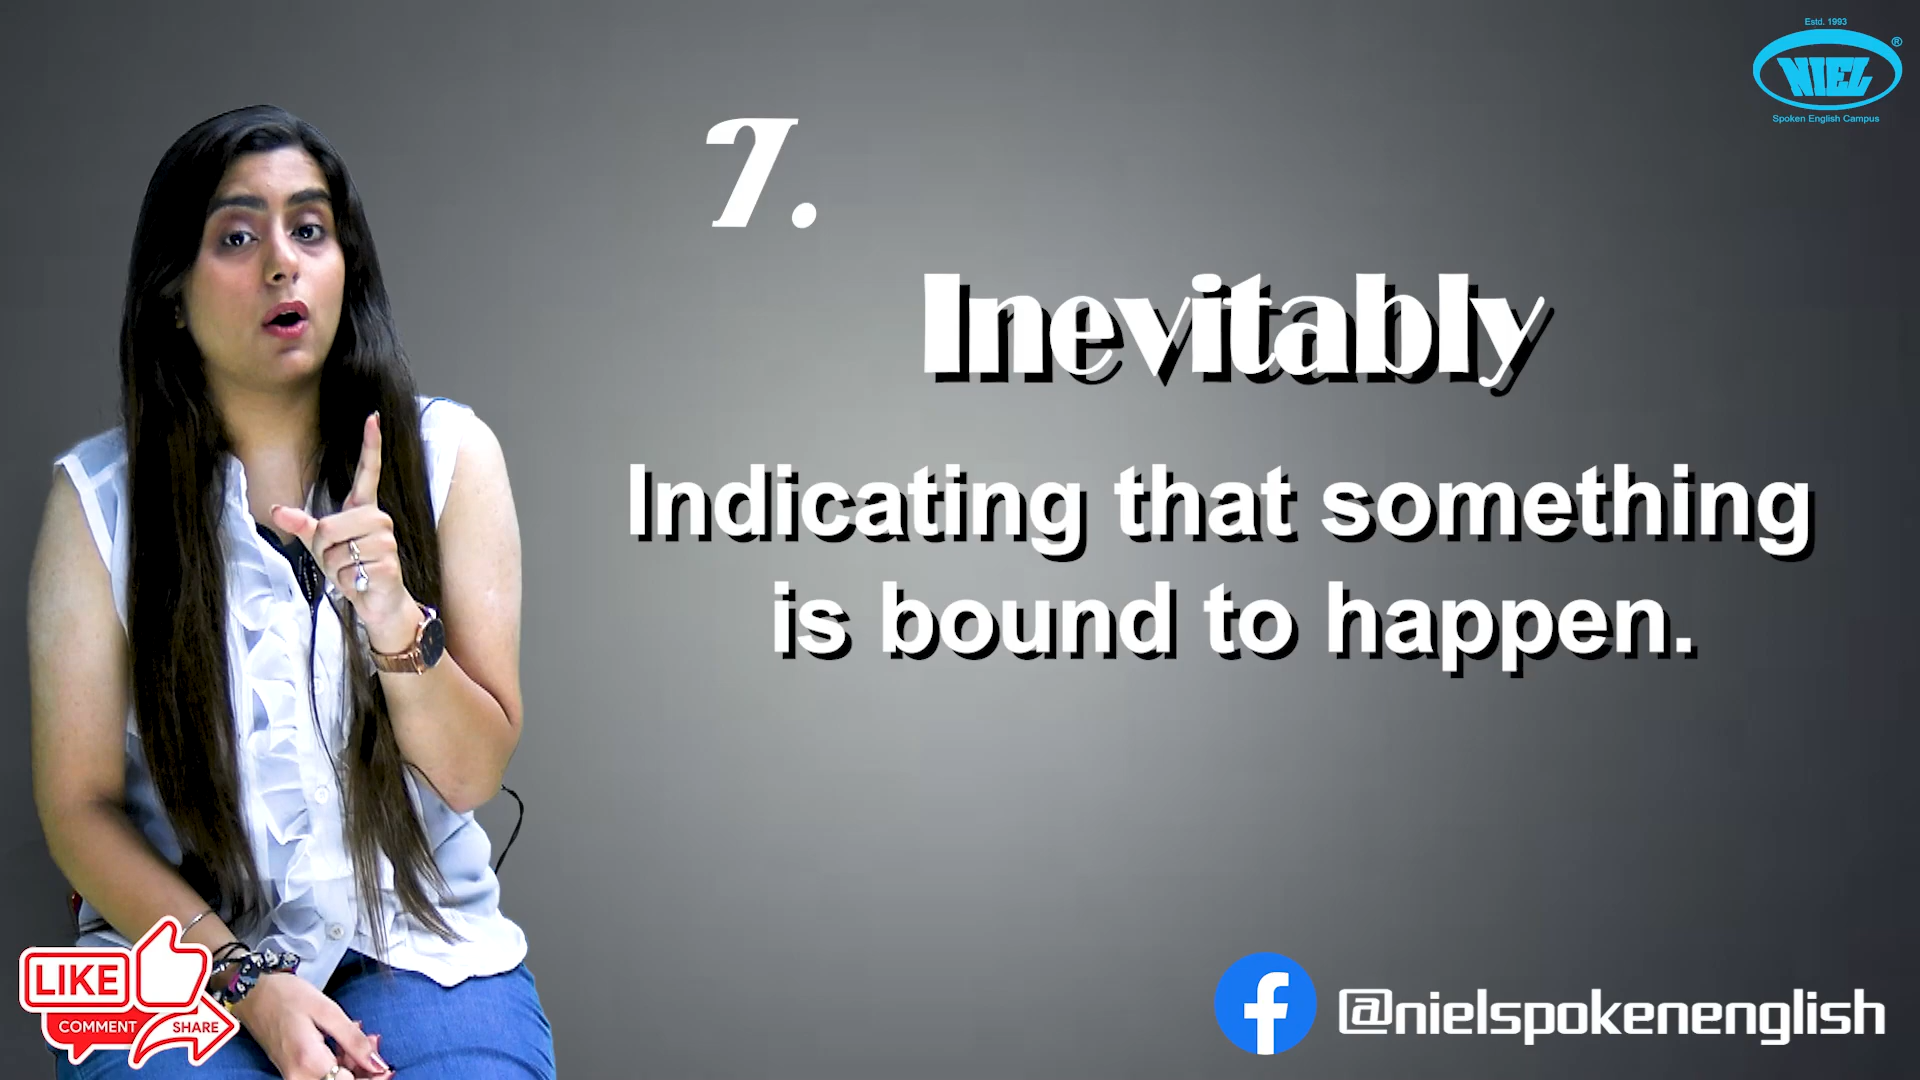 Estd. 1993
NIEL
®
Spoken English Campus
7.
Inevitably
Indicating that something
is bound to happen.
LIKE
COMMENT
SHARE
@nielspokenenglish